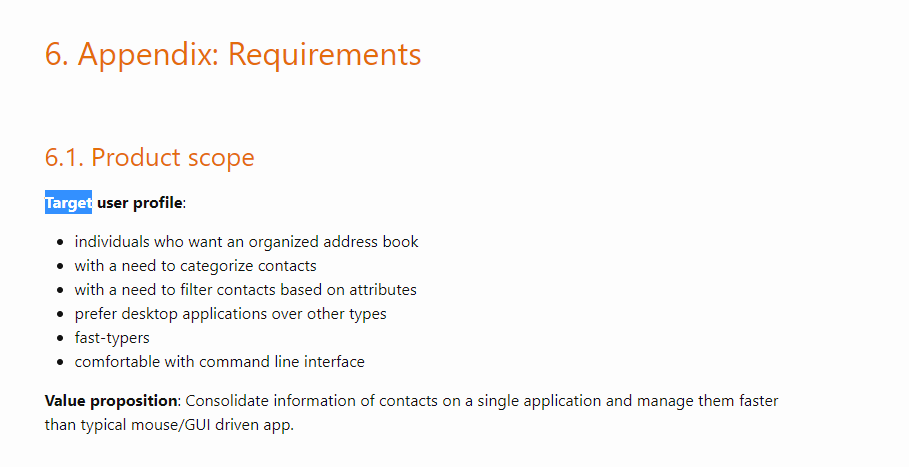 6. Appendix: Requirements
6.1. Product scope
Target user profile:
• individuals who want an organized address book
• with a need to categorize contacts
• with a need to filter contacts based on attributes
• prefer desktop applications over other types
• fast-typers
• comfortable with command line interface
Value proposition: Consolidate information of contacts on a single application and manage them faster
than typical mouse/GUI driven app.